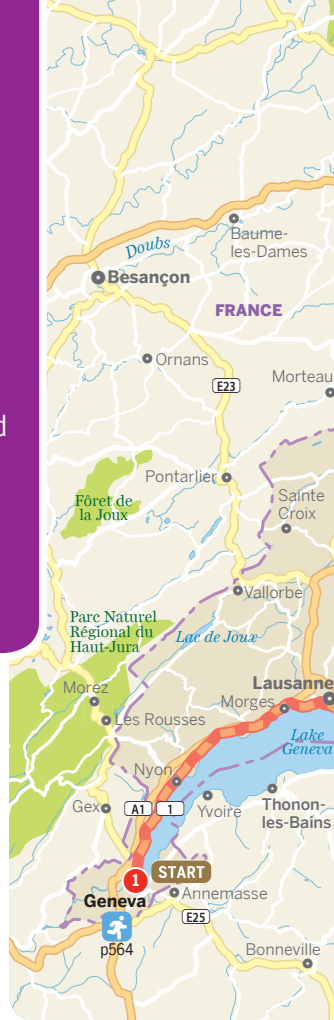 Baume-
les-Dames
Doubs
Besançon
FRANCE
Ornans
Morteau
E23
d
Pontarlier
Sainte
Croix
Fôret de
la Joux
Vallorbe
Parc Naturel
Régional du
Haut-Jura
Lac de Joux
Lausanne
Morez
Morges
Les Rousses
Lake
Geneva
Nyon
Gex
A1
1
Yvoire
Thonon-
les-Bains
1
START
Geneva
Annemasse
E25
p564
Bonneville